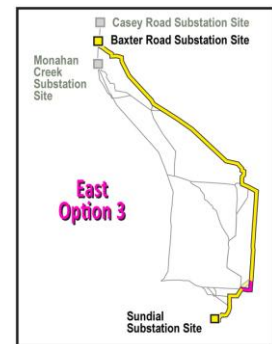 Casey Road Substation Site
Baxter Road Substation Site
Monahan
Creek
Substation
Site
East
Option 3
Sundial
Substation Site